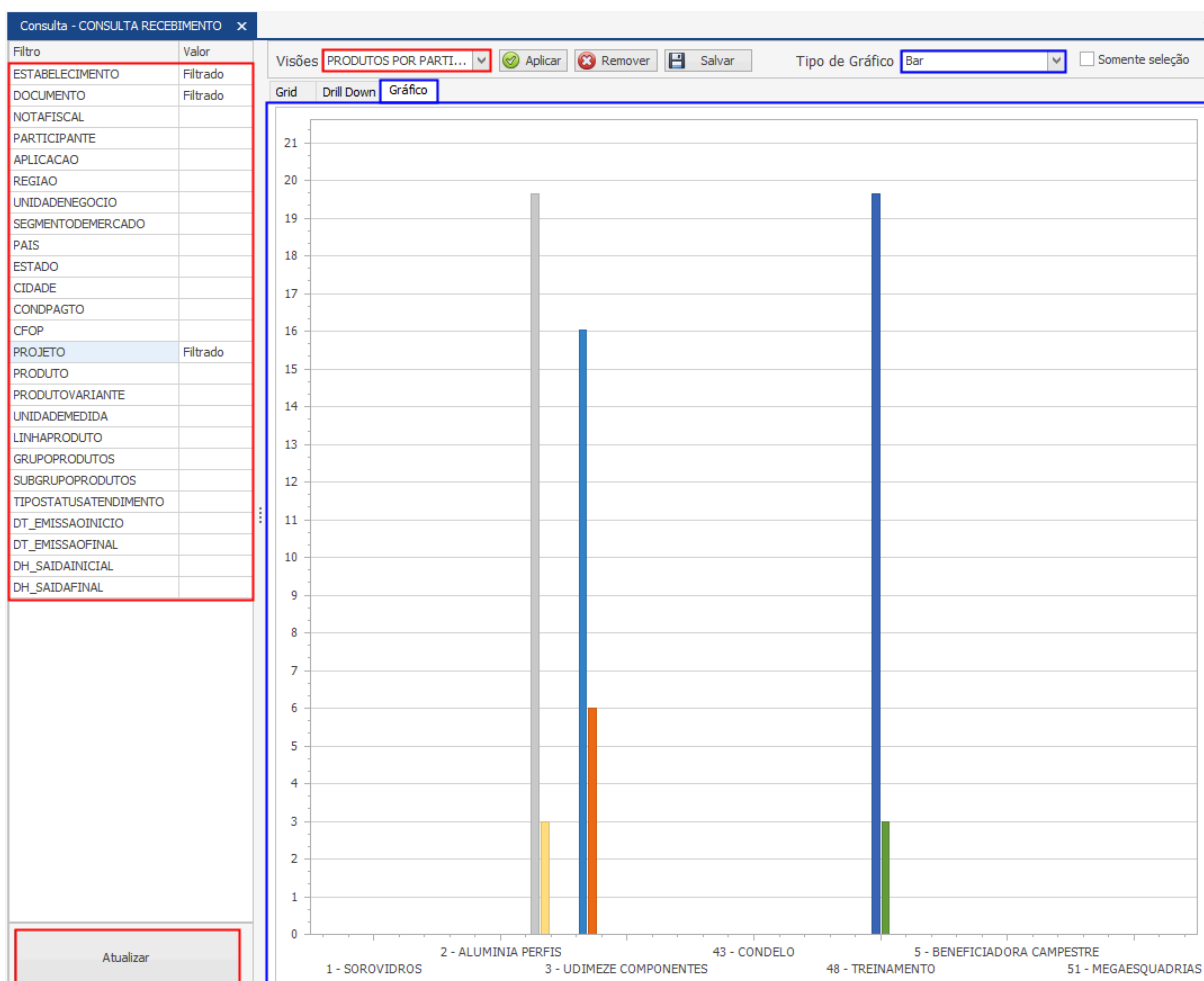 Consulta - CONSULTA RECEBIMENTO ×
Filtro Valor
ESTABELECIMENTO Filtrado
DOCUMENTO Filtrado
NOTAFISCAL
PARTICIPANTE
APLICACAO
REGIAO
UNIDADENEGOCIO
SEGMENTODEMERCADO
PAIS
ESTADO
CIDADE
CONDPAGTO
CFOP
PROJETO Filtrado
PRODUTO
PRODUTOVARIANTE
UNIDADEMEDIDA
LINHAPRODUTO
GRUPOPRODUTOS
SUBGRUPOPRODUTOS
TIPOSTATUSATENDIMENTO
DT_EMISSAOINICIO
DT_EMISSAOFINAL
DH_SAIDAINICIAL
DH_SAIDAFINAL
Atualizar
Visões PRODUTOS POR PARTI... Aplicar Remover Salvar Tipo de Gráfico Bar Somente seleção
Grid Drill Down Gráfico
21
20
19
18
17
16
15
14
13
12
11
10
9
8
7
6
5
4
3
2
1
0
2 - ALUMINIA PERFIS 43 - CONDELO 5 - BENEFICIADORA CAMPESTRE
1 - SOROVIDROS 3 - UDIMEZE COMPONENTES 48 - TREINAMENTO 51 - MEGAESQUADRIAS